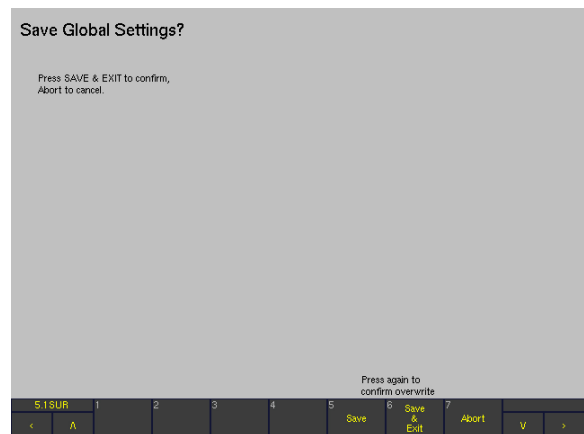 Save Global Settings?
Press SAVE & EXIT to confirm,
Abort to cancel.
Press again to
confirm overwrite
5.1SUR
< Λ
1
2
3
4
5
Save
6
Save
&
Exit
7
Abort
V >